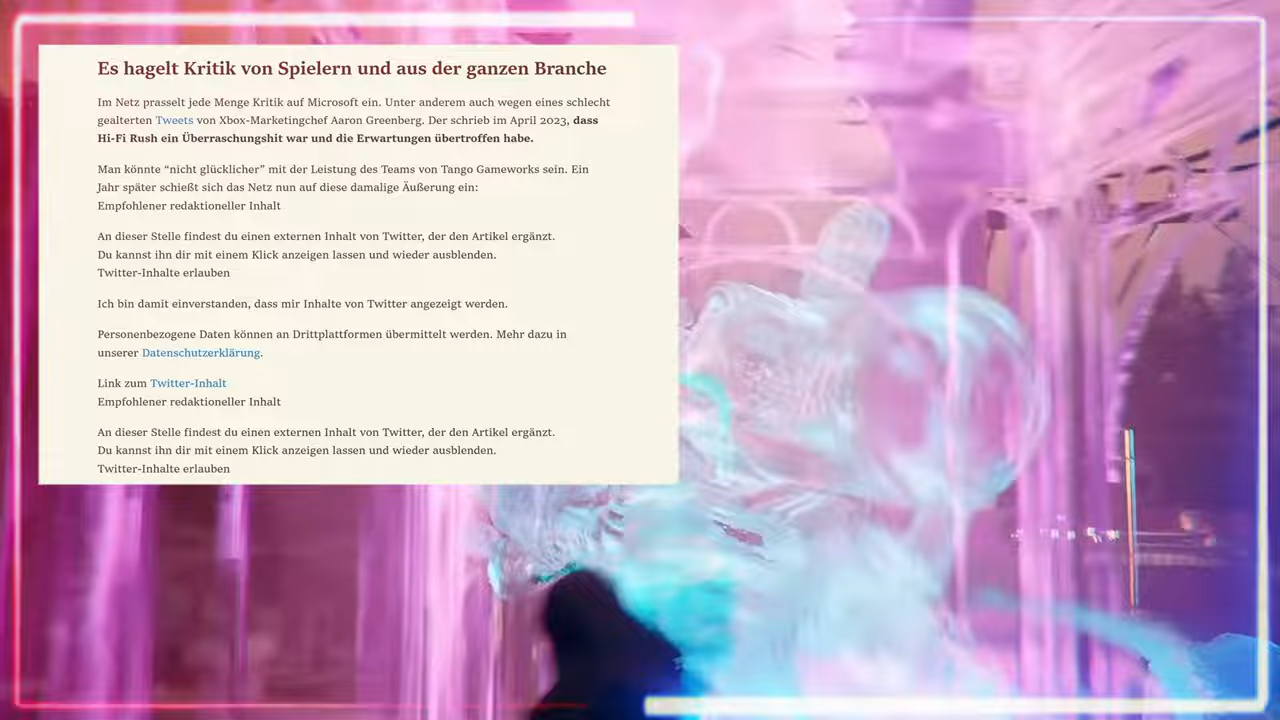 Es hagelt Kritik von Spielern und aus der ganzen Branche
Im Netz prasselt jede Menge Kritik auf Microsoft ein. Unter anderem auch wegen eines schlecht
gealterten Tweets von Xbox-Marketingchef Aaron Greenberg. Der schrieb im April 2023, dass
Hi-Fi Rush ein Überraschungshit war und die Erwartungen übertroffen habe.
Man könnte “nicht glücklicher” mit der Leistung des Teams von Tango Gameworks sein. Ein
Jahr später schießt sich das Netz nun auf diese damalige Äußerung ein:
Empfohlener redaktioneller Inhalt
An dieser Stelle findest du einen externen Inhalt von Twitter, der den Artikel ergänzt.
Du kannst ihn dir mit einem Klick anzeigen lassen und wieder ausblenden.
Twitter-Inhalte erlauben
Ich bin damit einverstanden, dass mir Inhalte von Twitter angezeigt werden.
Personenbezogene Daten können an Drittplattformen übermittelt werden. Mehr dazu in
unserer Datenschutzerklärung.
Link zum Twitter-Inhalt
Empfohlener redaktioneller Inhalt
An dieser Stelle findest du einen externen Inhalt von Twitter, der den Artikel ergänzt.
Du kannst ihn dir mit einem Klick anzeigen lassen und wieder ausblenden.
Twitter-Inhalte erlauben